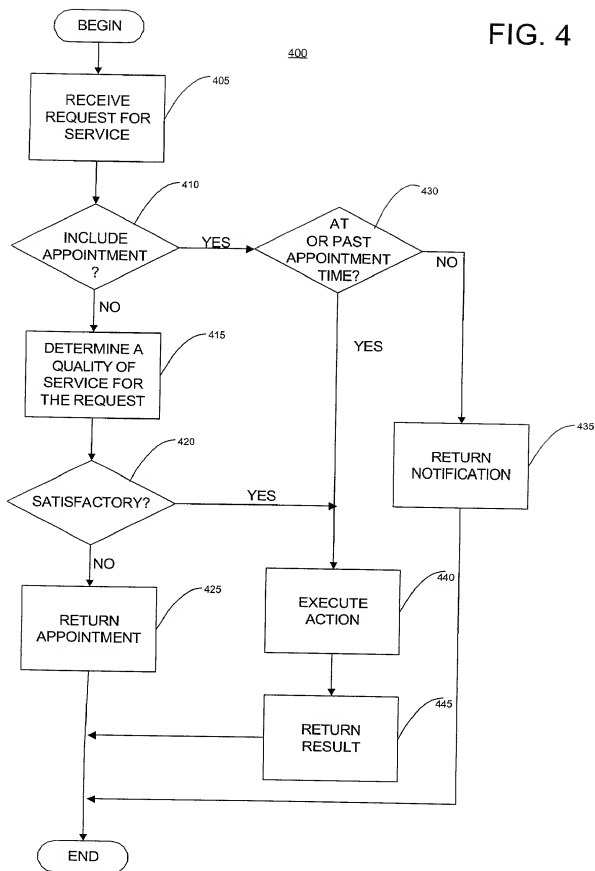 BEGIN
FIG. 4
400
405
RECEIVE
REQUEST FOR
SERVICE
410
430
INCLUDE
APPOINTMENT
?
YES
AT
OR PAST
APPOINTMENT
TIME?
NO
NO
YES
415
DETERMINE A
QUALITY OF
SERVICE FOR
THE REQUEST
435
RETURN
NOTIFICATION
420
SATISFACTORY?
YES
NO
425
RETURN
APPOINTMENT
440
EXECUTE
ACTION
445
RETURN
RESULT
END